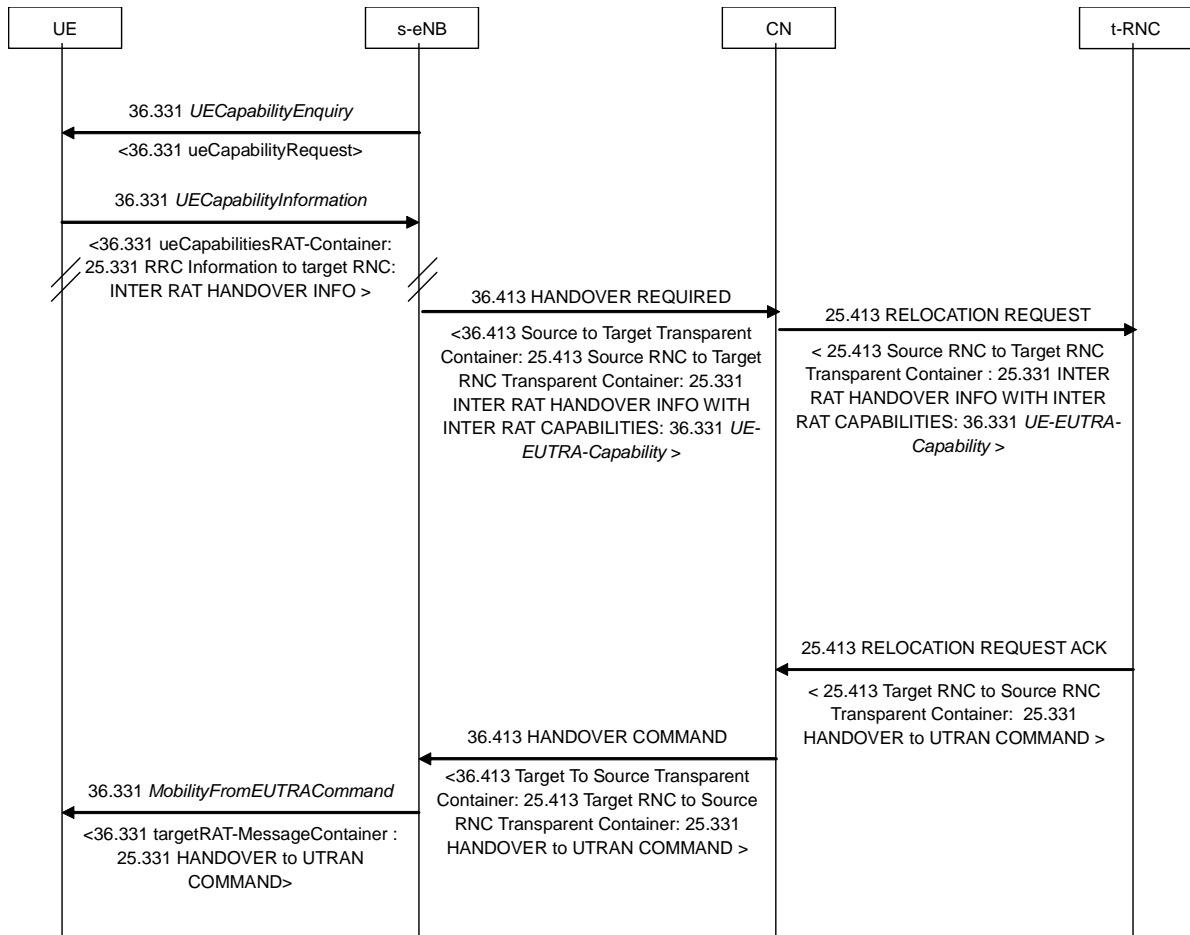 UE
s-eNB
CN
t-RNC
36.331 UECapabilityEnquiry
<36.331 ueCapabilityRequest>
36.331 UECapabilityInformation
<36.331 ueCapabilitiesRAT-Container:
25.331 RRC Information to target RNC:
INTER RAT HANDOVER INFO >
36.413 HANDOVER REQUIRED
<36.413 Source to Target Transparent
Container: 25.413 Source RNC to Target
RNC Transparent Container: 25.331
INTER RAT HANDOVER INFO WITH
INTER RAT CAPABILITIES: 36.331 UE-
EUTRA-Capability >
25.413 RELOCATION REQUEST
< 25.413 Source RNC to Target RNC
Transparent Container : 25.331 INTER
RAT HANDOVER INFO WITH INTER
RAT CAPABILITIES: 36.331 UE-EUTRA-
Capability >
25.413 RELOCATION REQUEST ACK
< 25.413 Target RNC to Source RNC
Transparent Container: 25.331
HANDOVER to UTRAN COMMAND >
36.413 HANDOVER COMMAND
<36.413 Target To Source Transparent
Container: 25.413 Target RNC to Source
RNC Transparent Container: 25.331
HANDOVER to UTRAN COMMAND >
36.331 MobilityFromEUTRACommand
<36.331 targetRAT-MessageContainer :
25.331 HANDOVER to UTRAN
COMMAND>